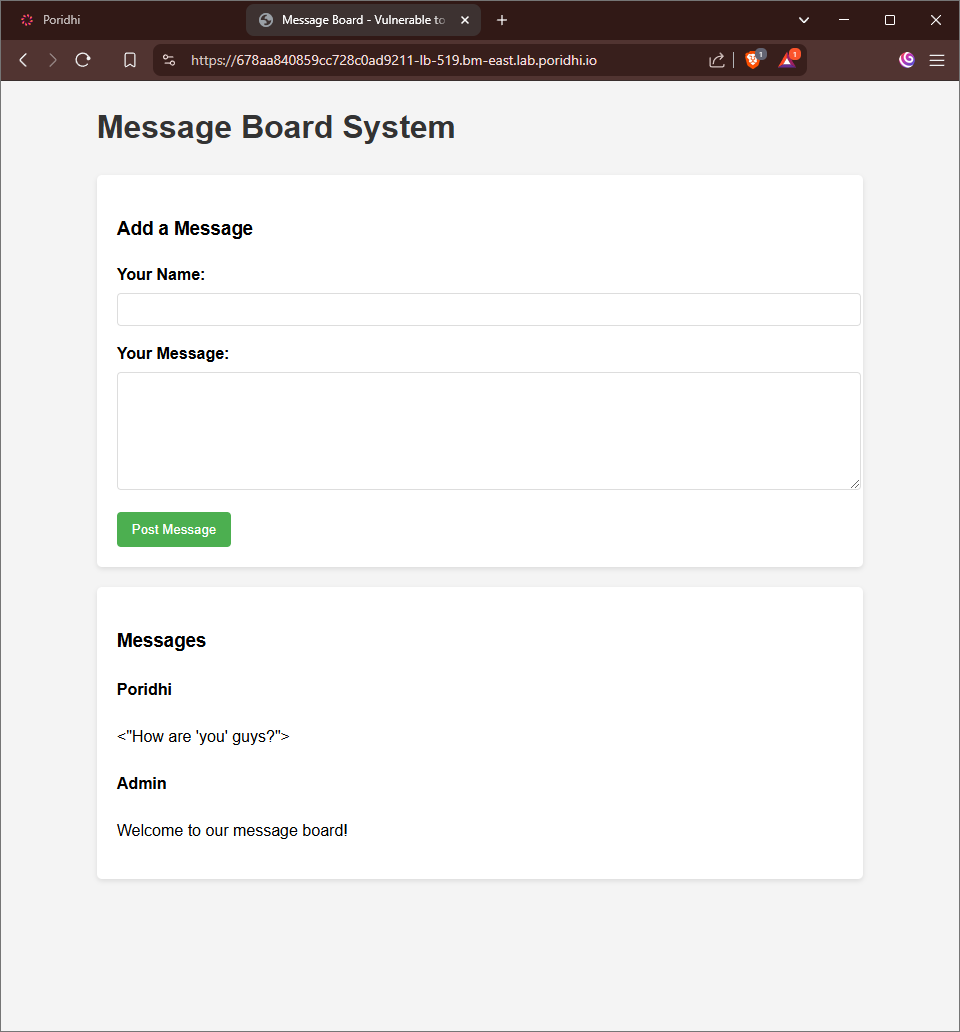 Poridhi
Message Board - Vulnerable to
https://678aa840859cc728c0ad9211-lb-519.bm-east.lab.poridhi.io
1
1
Message Board System
Add a Message
Your Name:
Your Message:
Post Message
Messages
Poridhi
<"How are 'you' guys?">
Admin
Welcome to our message board!